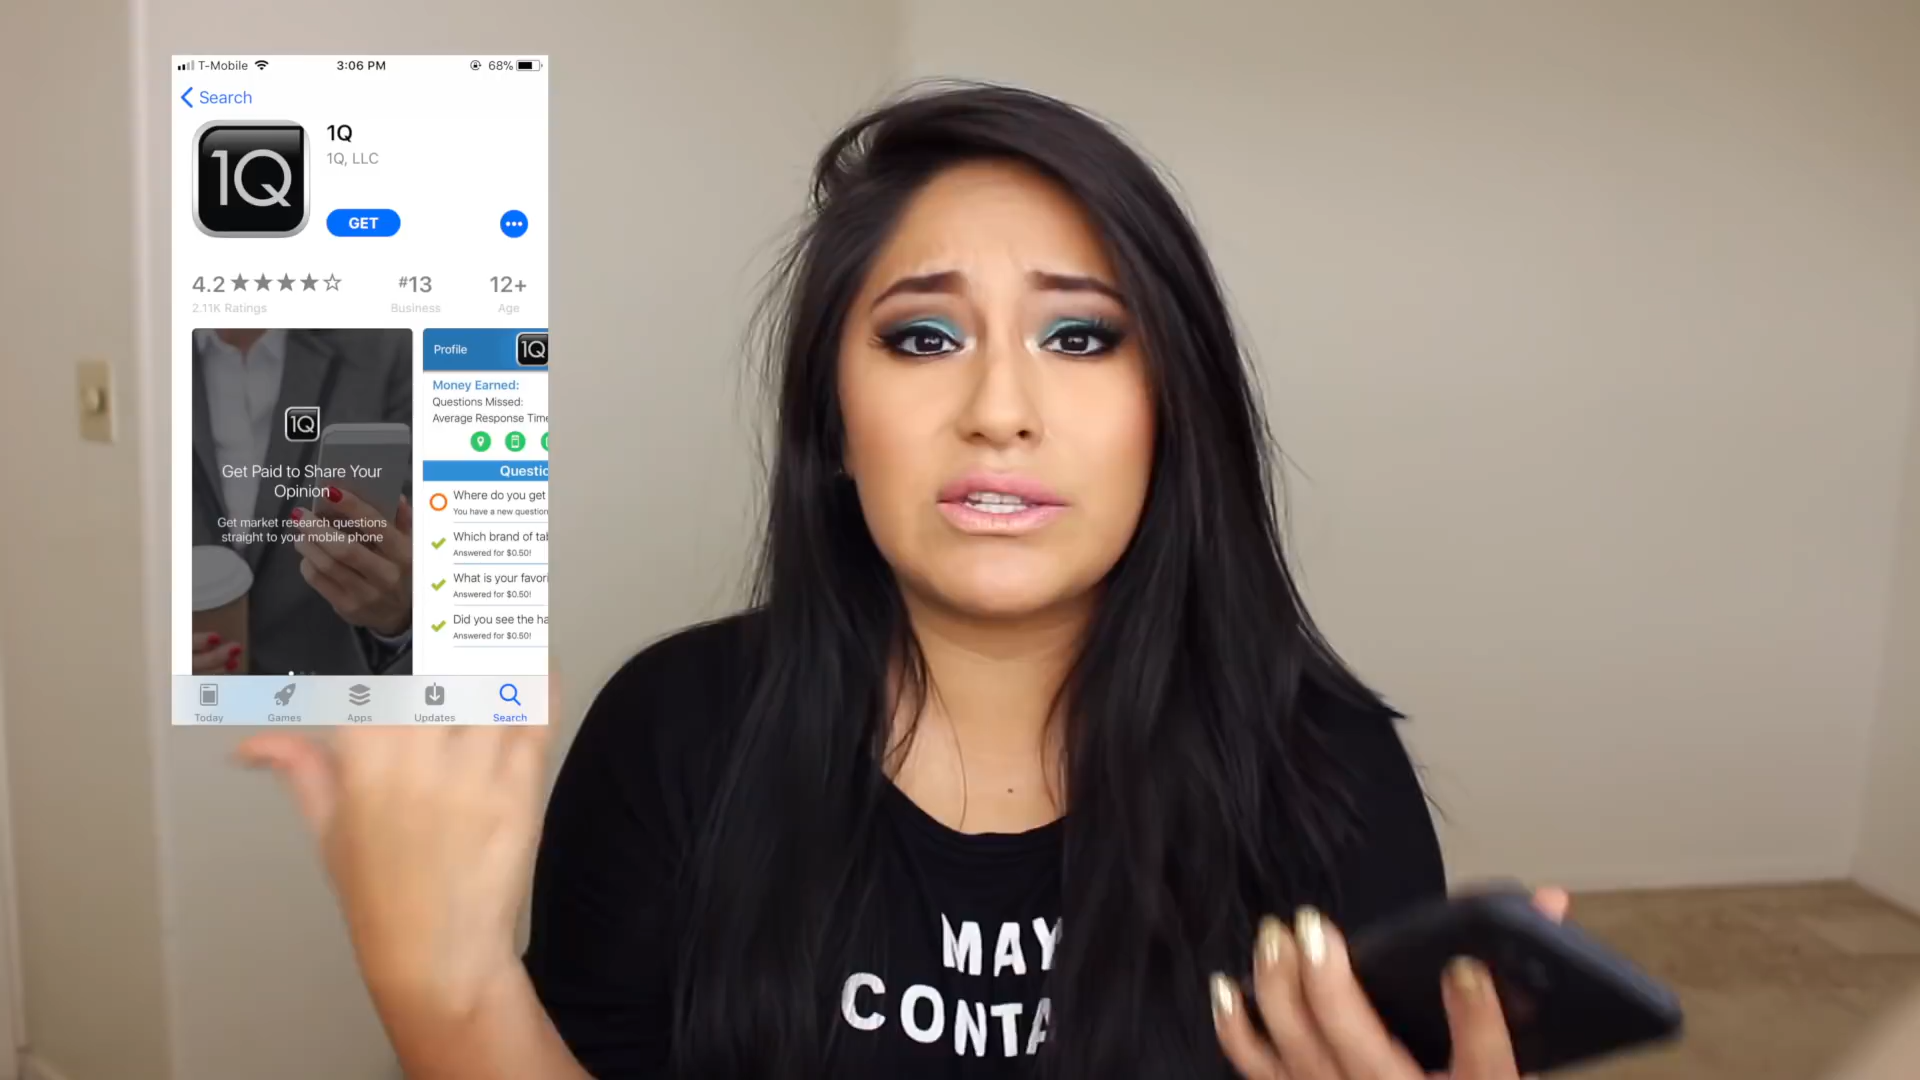 T-Mobile 3:06 PM 68%
Search
1Q
1Q
1Q, LLC
GET
4.2 #13 12+
2.11K Ratings Business Age
1Q
Get Paid to Share Your
Opinion
Get market research questions
straight to your mobile phone
Profile 1Q
Money Earned:
Questions Missed:
Average Response Time
Where do you get
You have a new question
Which brand of
Answered for $0.50!
What is your
Answered for $0.50!
Did you see the
Answered for $0.50!
Today Games Apps Updates Search
MAY